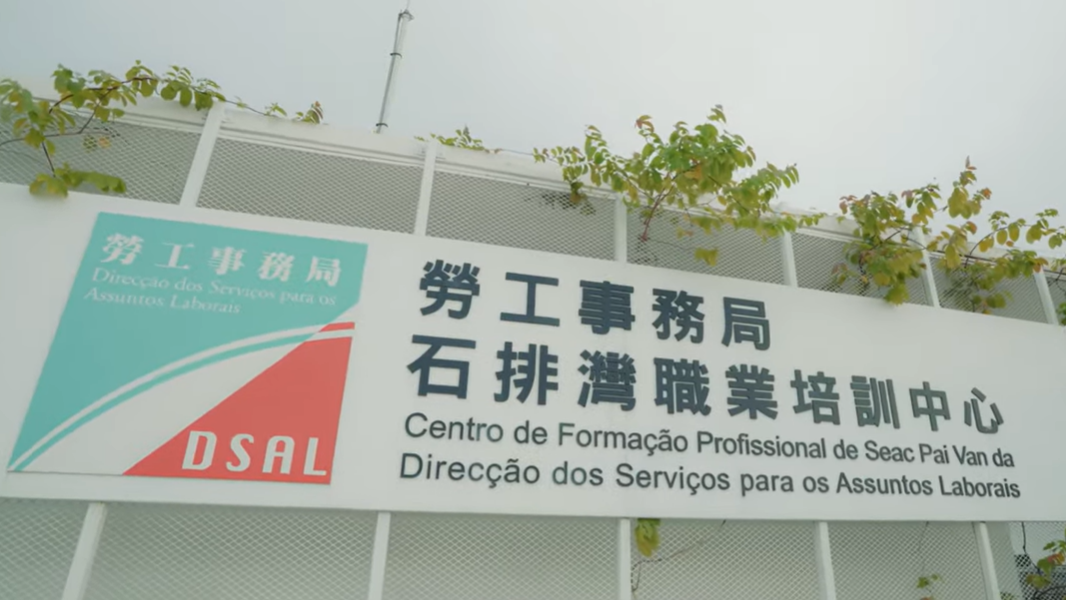 勞工事務局
Direcção dos Serviços para os
Assuntos Laborais
DSAL
勞工事務局
石排灣職業培訓中心
Centro de Formação Profissional de Seac Pai Van da
Direcção dos Serviços para os Assuntos Laborais